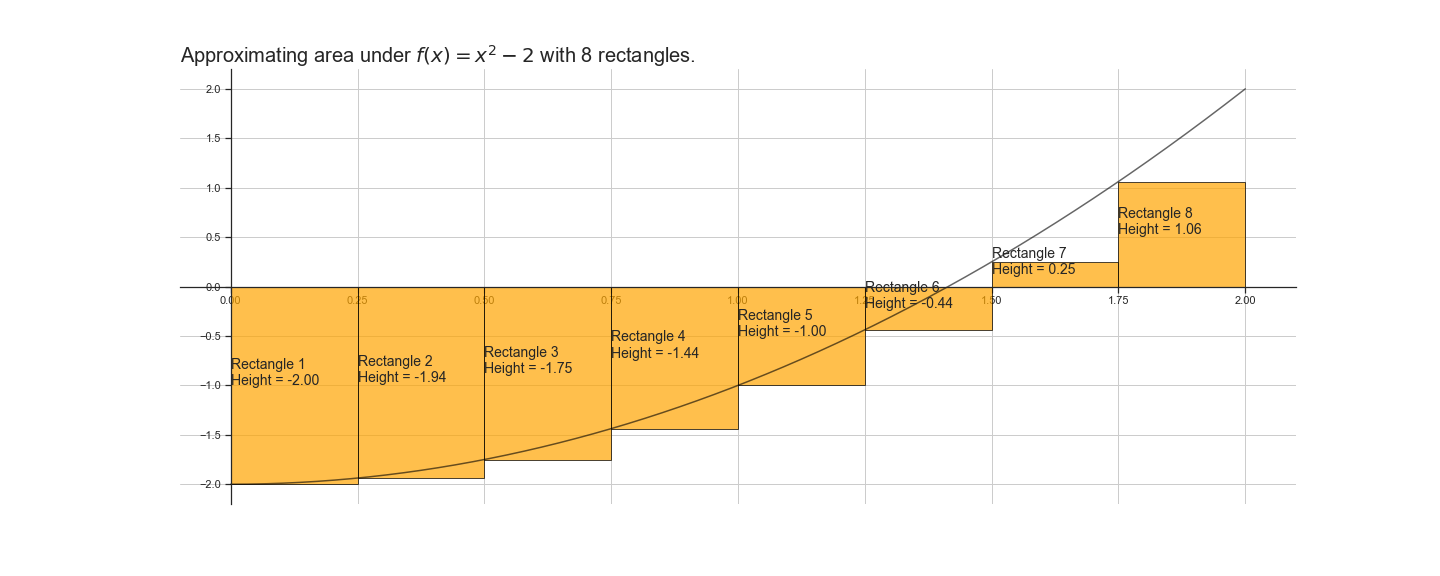 Approximating area under f(x) = x² − 2 with 8 rectangles.
2.0
1.5
1.0
0.5
0.0
−0.5
−1.0
−1.5
−2.0
0.00 0.25 0.50 0.75 1.00 1.25 1.50 1.75 2.00
Rectangle 1
Height = -2.00
Rectangle 2
Height = -1.94
Rectangle 3
Height = -1.75
Rectangle 4
Height = -1.44
Rectangle 5
Height = -1.00
Rectangle 6
Height = -0.44
Rectangle 7
Height = 0.25
Rectangle 8
Height = 1.06